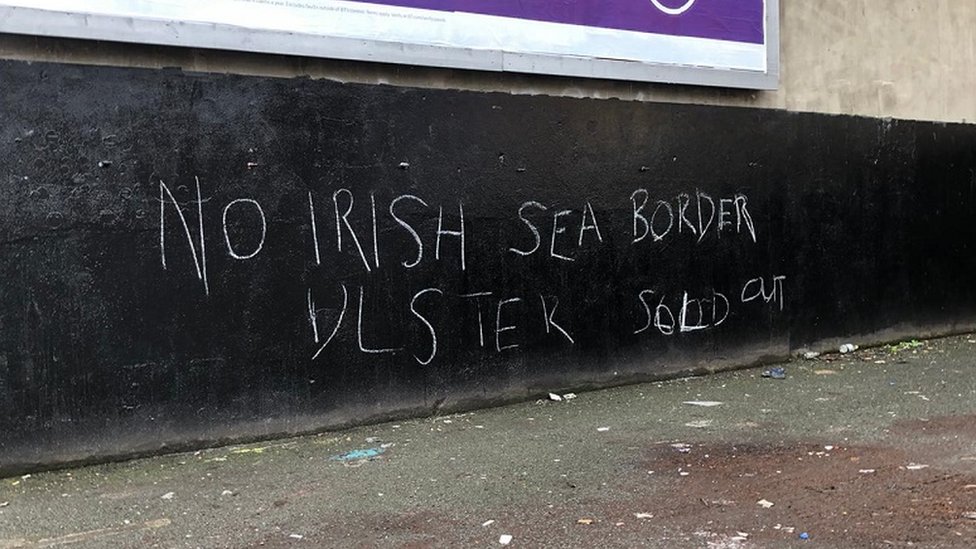 NO IRISH SEA BORDER
ULSTER SOLD OUT